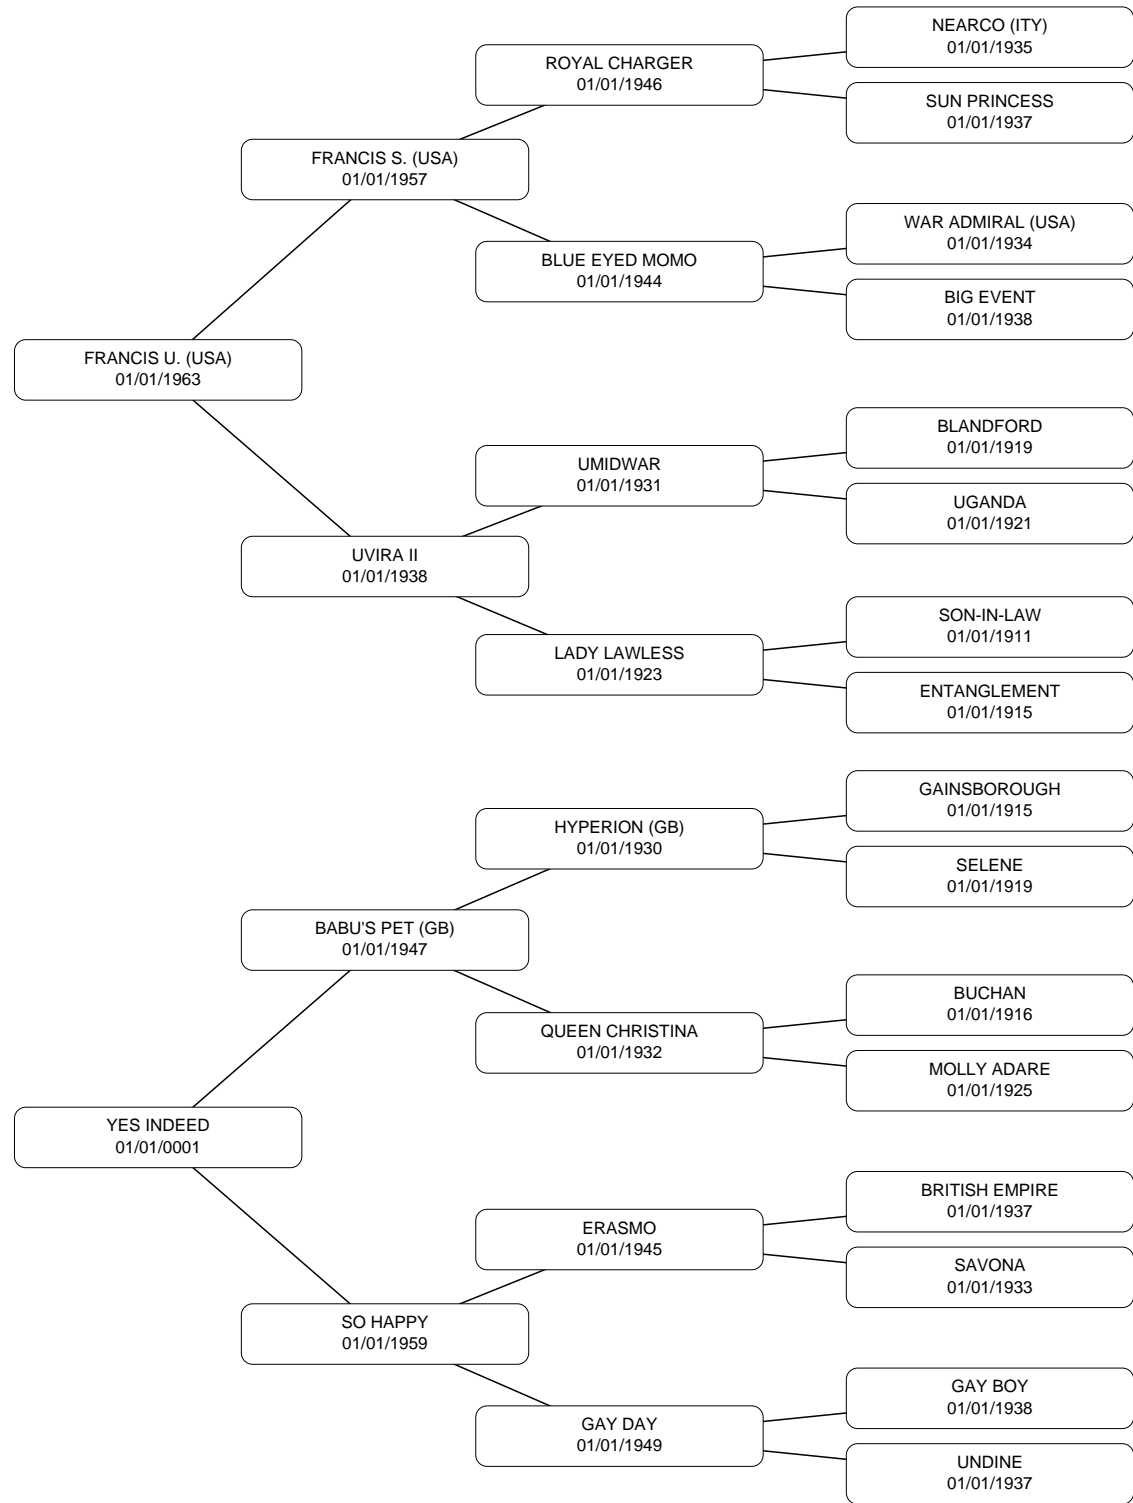 NEARCO (ITY)
01/01/1935
ROYAL CHARGER
01/01/1946
SUN PRINCESS
01/01/1937
FRANCIS S. (USA)
01/01/1957
WAR ADMIRAL (USA)
01/01/1934
BLUE EYED MOMO
01/01/1944
BIG EVENT
01/01/1938
FRANCIS U. (USA)
01/01/1963
BLANDFORD
01/01/1919
UMIDWAR
01/01/1931
UGANDA
01/01/1921
UVIRA II
01/01/1938
SON-IN-LAW
01/01/1911
LADY LAWLESS
01/01/1923
ENTANGLEMENT
01/01/1915
GAINSBOROUGH
01/01/1915
HYPERION (GB)
01/01/1930
SELENE
01/01/1919
BABU'S PET (GB)
01/01/1947
BUCHAN
01/01/1916
QUEEN CHRISTINA
01/01/1932
MOLLY ADARE
01/01/1925
YES INDEED
01/01/0001
BRITISH EMPIRE
01/01/1937
ERASMO
01/01/1945
SAVONA
01/01/1933
SO HAPPY
01/01/1959
GAY BOY
01/01/1938
GAY DAY
01/01/1949
UNDINE
01/01/1937